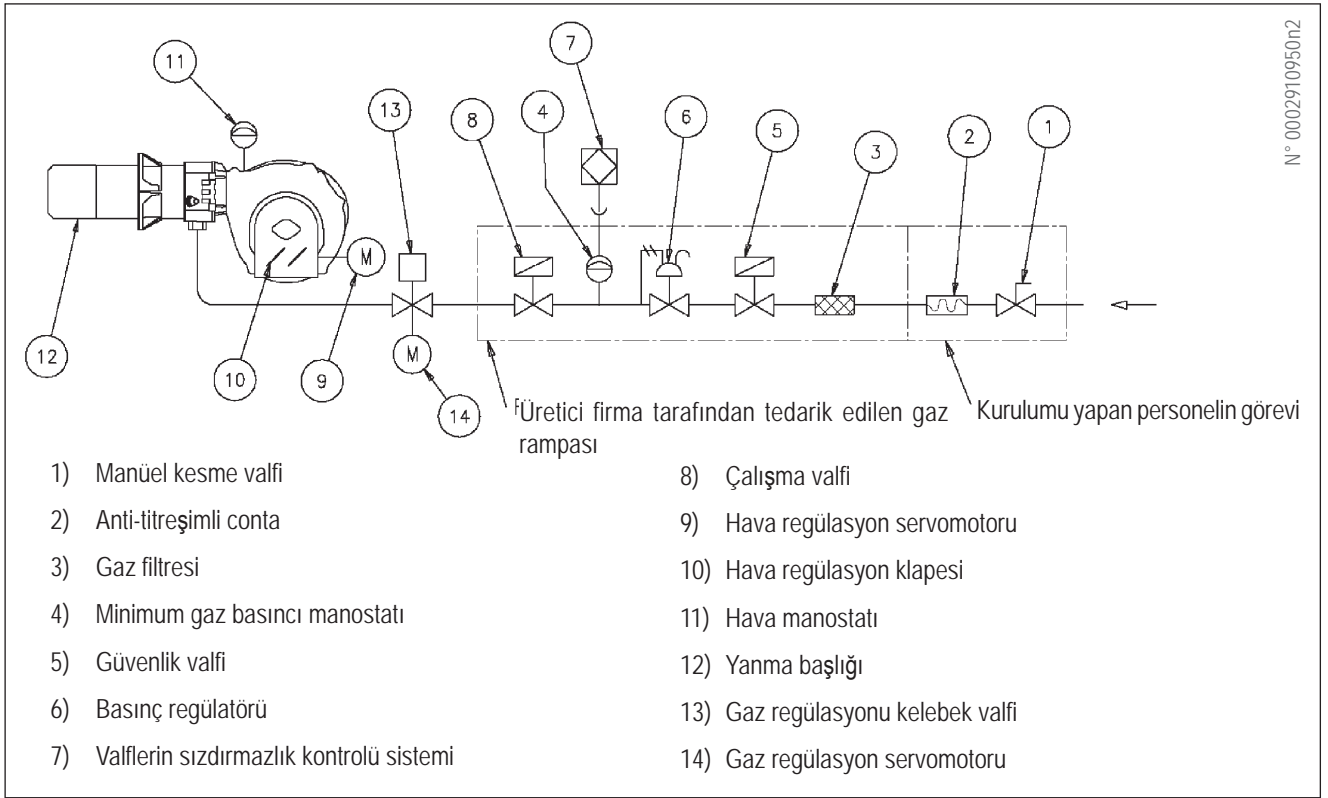 N° 0002910950n2
11
7
13
8
4
6
5
3
2
1
M
12
M
10
9
14
FÜretici firma tarafından tedarik edilen gaz
rampası
Kurulumu yapan personelin görevi
1) Manüel kesme valfi
2) Anti-titreşimli conta
3) Gaz filtresi
4) Minimum gaz basıncı manostatı
5) Güvenlik valfi
6) Basınç regülatörü
7) Valflerin sızdırmazlık kontrolü sistemi
8) Çalışma valfi
9) Hava regülasyon servomotoru
10) Hava regülasyon klapesi
11) Hava manostatı
12) Yanma başlığı
13) Gaz regülasyonu kelebek valfi
14) Gaz regülasyon servomotoru